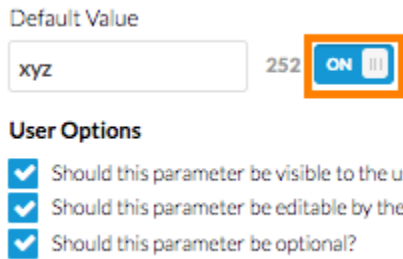 Default Value
xyz 252 ON
User Options
Should this parameter be visible to the
Should this parameter be editable by the
Should this parameter be optional?